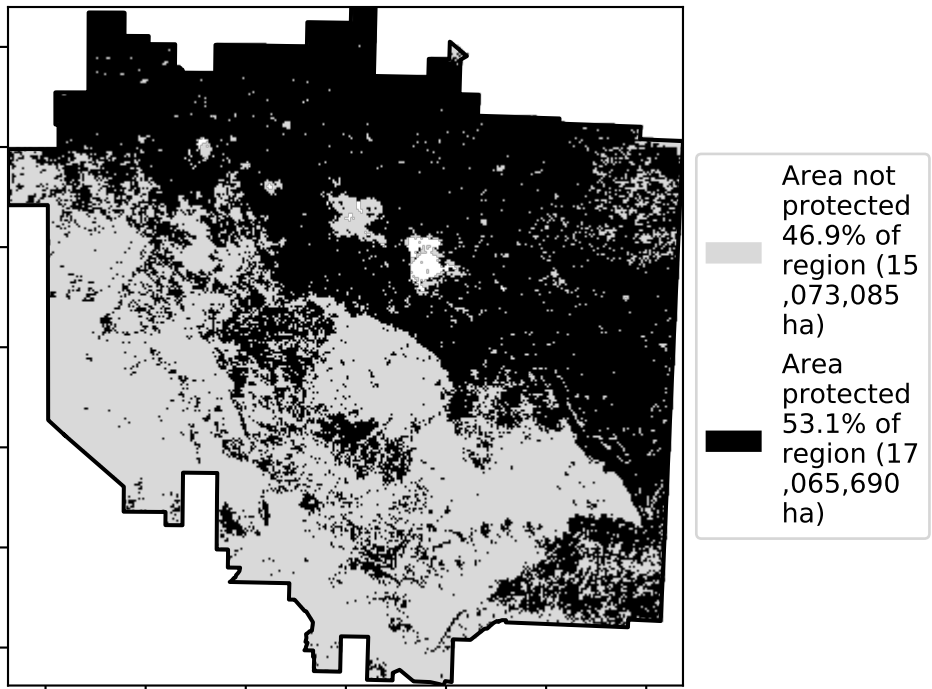 Area not
protected
46.9% of
region (15
,073,085
ha)
Area
protected
53.1% of
region (17
,065,690
ha)